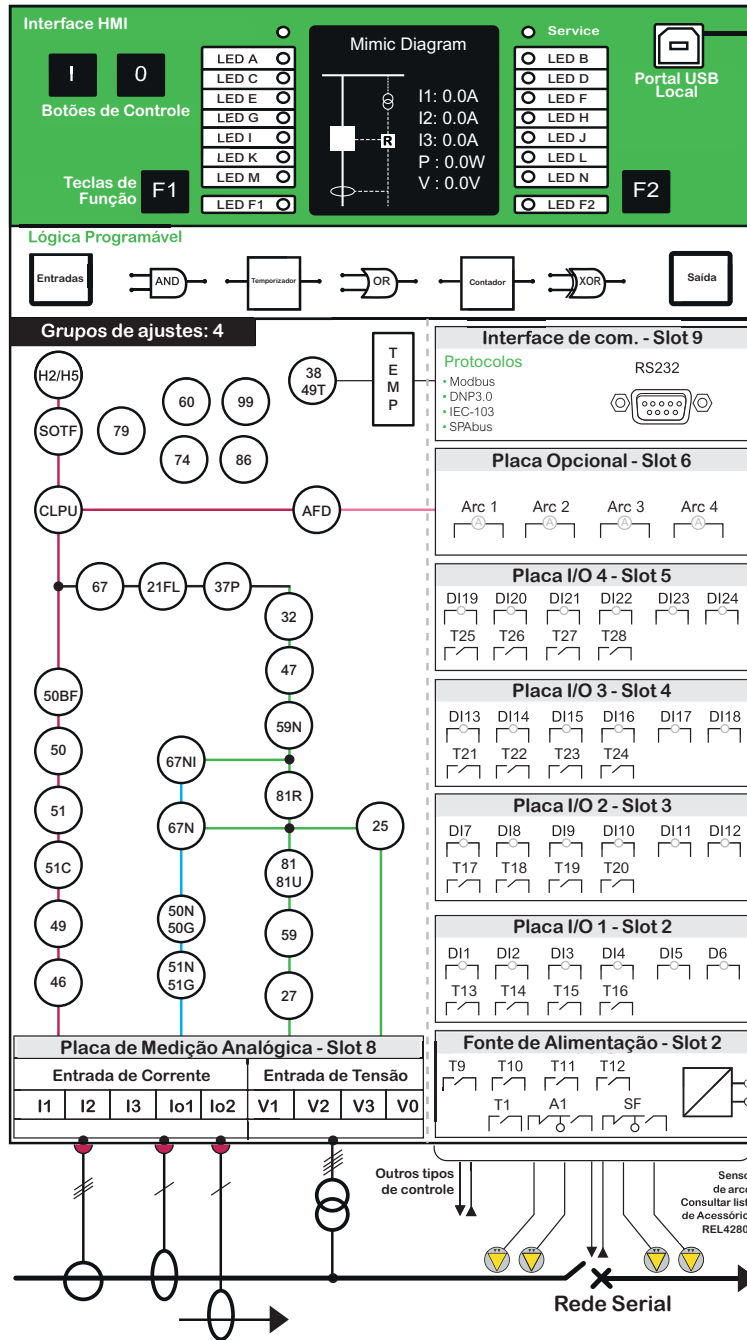 Interface HMI
Service
I
0
Botões de Controle
LED A
LED C
LED E
LED G
LED I
LED K
LED M
LED F1
Teclas de
Função
F1
Mimic Diagram
R
I1: 0.0A
I2: 0.0A
I3: 0.0A
P : 0.0W
V : 0.0V
LED B
LED D
LED F
LED H
LED J
LED L
LED N
LED F2
F2
Portal USB
Local
Lógica Programável
Entradas
AND
Temporizador
OR
Contador
XOR
Saída
Grupos de ajustes: 4
H2/H5
SOTF
79
60
99
74
86
38
49T
T
E
M
P
CLPU
AFD
67
21FL
37P
32
47
59N
50BF
50
51
51C
49
46
67NI
67N
50N
50G
51N
51G
81R
81
81U
59
27
25
Interface de com. - Slot 9
Protocolos
• Modbus
• DNP3.0
• IEC-103
• SPAbus
RS232
Placa Opcional - Slot 6
Arc 1 Arc 2 Arc 3 Arc 4
A A A A
Placa I/O 4 - Slot 5
DI19 DI20 DI21 DI22 DI23 DI24
T25 T26 T27 T28
Placa I/O 3 - Slot 4
DI13 DI14 DI15 DI16 DI17 DI18
T21 T22 T23 T24
Placa I/O 2 - Slot 3
DI7 DI8 DI9 DI10 DI11 DI12
T17 T18 T19 T20
Placa I/O 1 - Slot 2
DI1 DI2 DI3 DI4 DI5 D6
T13 T14 T15 T16
Fonte de Alimentação - Slot 2
T9 T10 T11 T12
T1 A1 SF
Placa de Medição Analógica - Slot 8
Entrada de Corrente Entrada de Tensão
I1 I2 I3 Io1 Io2 V1 V2 V3 V0
Outros tipos
de controle
Senso
de arc
Consultar list
de Acessório
REL4280
Rede Serial